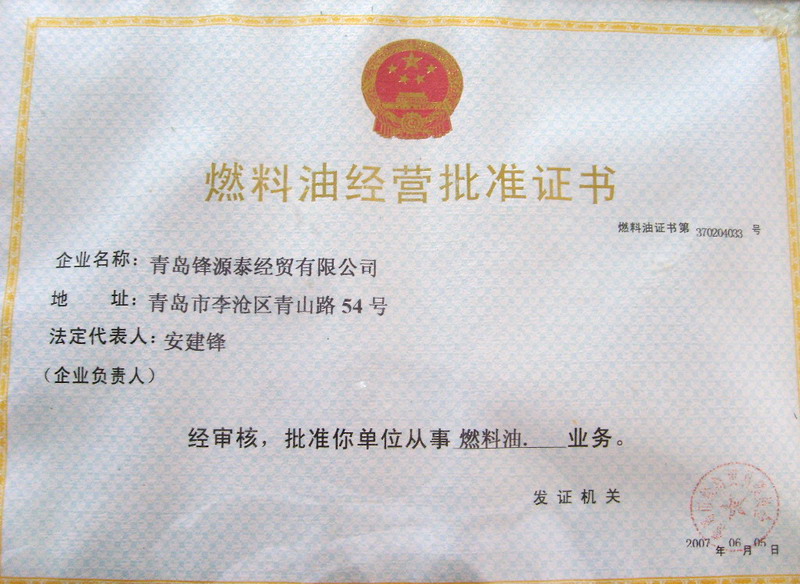 燃料油经营批准证书
燃料油证书第 370204033 号
企业名称：青岛锋源泰经贸有限公司
地 址：青岛市李沧区青山路 54 号
法定代表人：安建锋
（企业负责人）
经审核，批准你单位从事 燃料油. 业务。
发证机关
2007 年 06 月 05 日